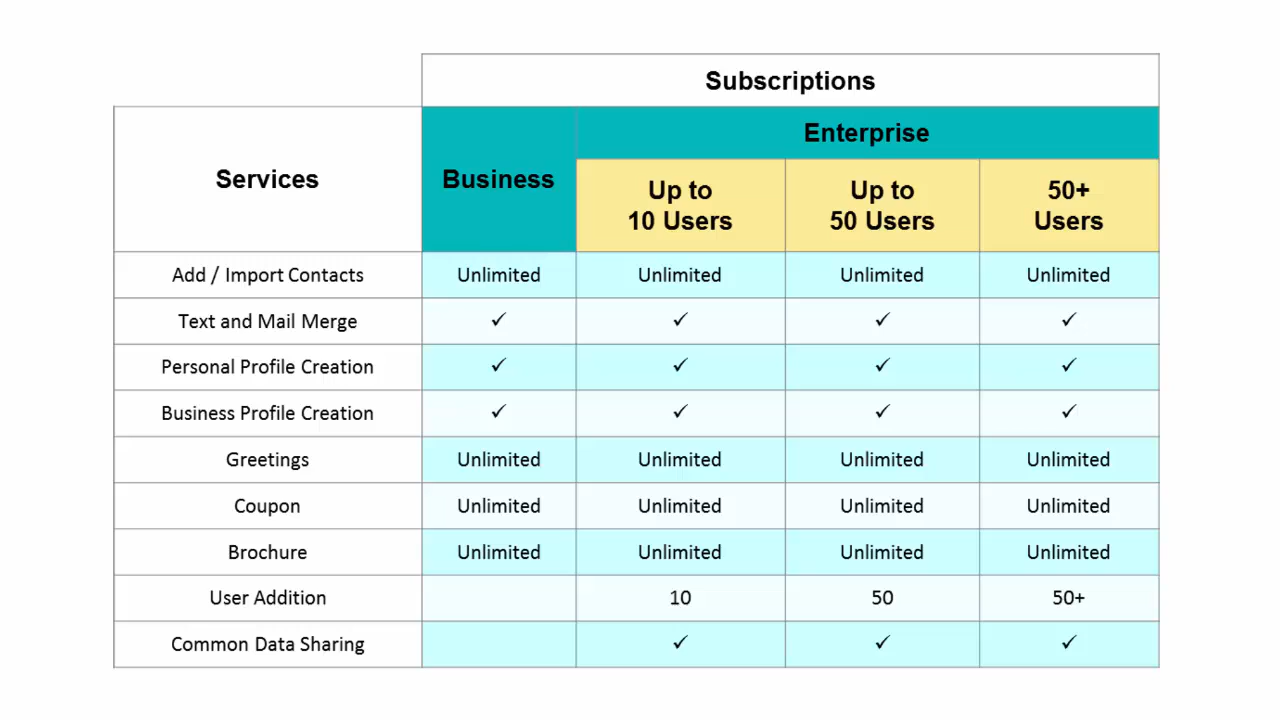 Subscriptions
Services Business Enterprise
Up to
10 Users
Up to
50 Users
50+
Users
Add / Import Contacts Unlimited Unlimited Unlimited Unlimited
Text and Mail Merge ✓ ✓ ✓ ✓
Personal Profile Creation ✓ ✓ ✓ ✓
Business Profile Creation ✓ ✓ ✓ ✓
Greetings Unlimited Unlimited Unlimited Unlimited
Coupon Unlimited Unlimited Unlimited Unlimited
Brochure Unlimited Unlimited Unlimited Unlimited
User Addition 10 50 50+
Common Data Sharing ✓ ✓ ✓